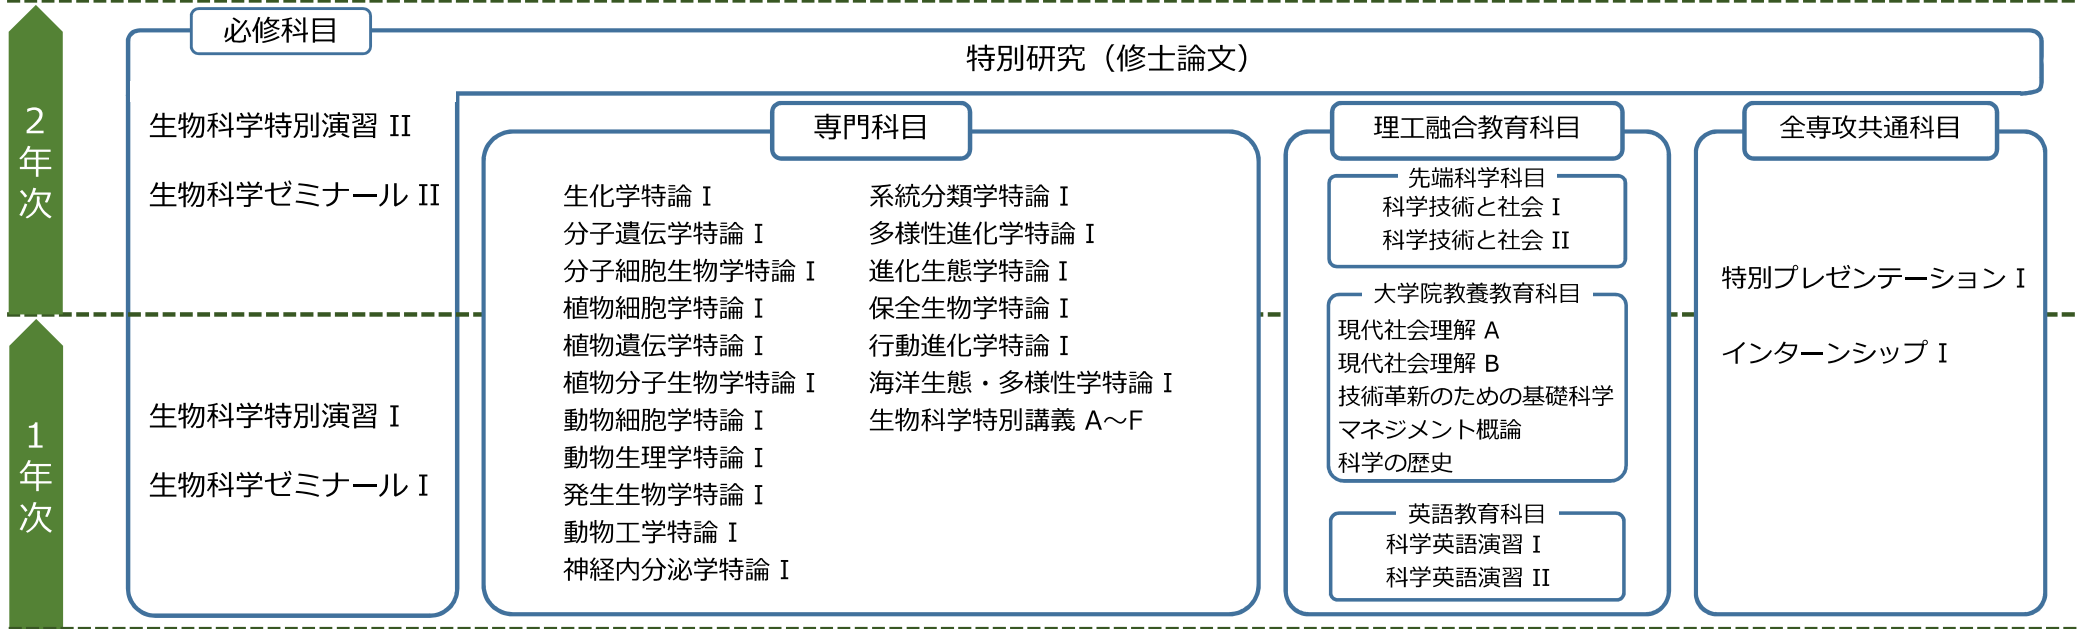 必修科目
特別研究（修士論文）
2年次
生物科学特別演習 II
生物科学ゼミナール II
1年次
生物科学特別演習 I
生物科学ゼミナール I
専門科目
生化学特論 I
分子遺伝学特論 I
分子細胞生物学特論 I
植物細胞学特論 I
植物遺伝学特論 I
植物分子生物学特論 I
動物細胞学特論 I
動物生理学特論 I
発生生物学特論 I
動物工学特論 I
神経内分泌学特論 I
系統分類学特論 I
多様性進化学特論 I
進化生態学特論 I
保全生物学特論 I
行動進化学特論 I
海洋生態・多様性学特論 I
生物科学特別講義 A～F
理工融合教育科目
先端科学科目
科学技術と社会 I
科学技術と社会 II
大学院教養教育科目
現代社会理解 A
現代社会理解 B
技術革新のための基礎科学
マネジメント概論
科学の歴史
英語教育科目
科学英語演習 I
科学英語演習 II
全専攻共通科目
特別プレゼンテーション I
インターンシップ I